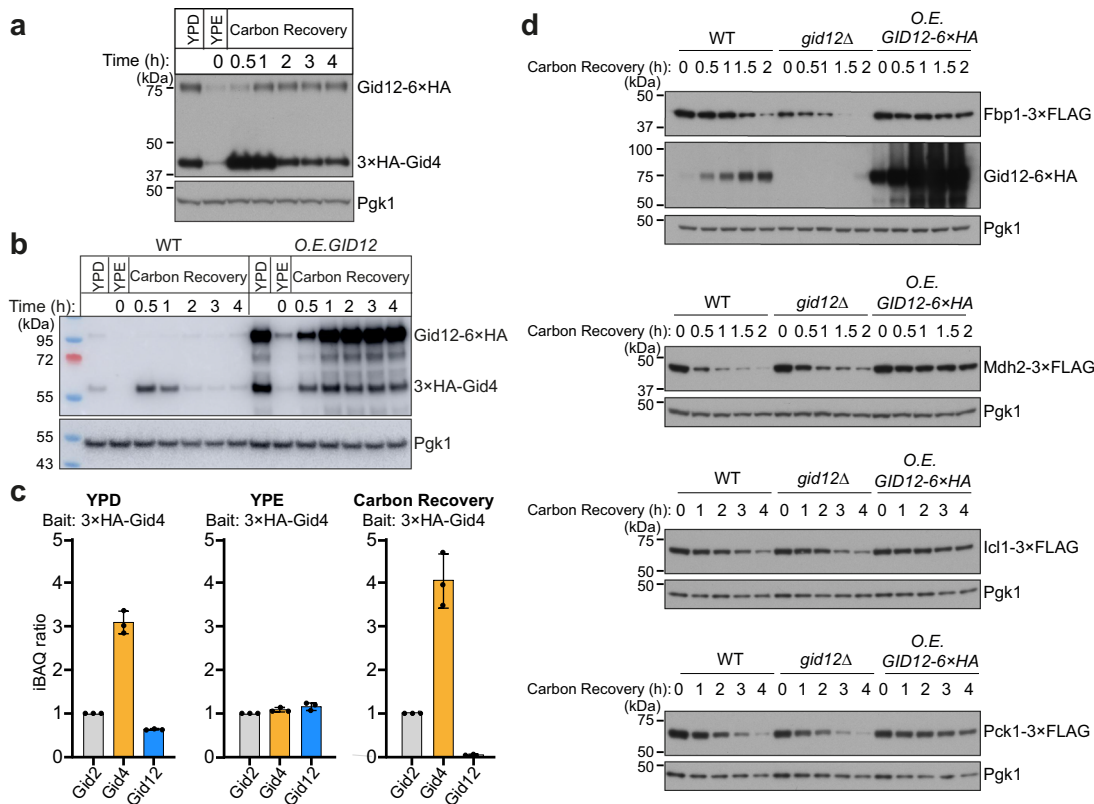 a
YPD
YPE
Carbon Recovery
Time (h):
0 0.5 1 2 3 4
(kDa)
75
Gid12-6×HA
50
3×HA-Gid4
37
50
Pgk1
b
WT
O.E.GID12
YPD
YPE
Carbon Recovery
YPD
YPE
Carbon Recovery
Time (h):
0 0.5 1 2 3 4 0 0.5 1 2 3 4
(kDa)
95
Gid12-6×HA
72
3×HA-Gid4
55
55
Pgk1
43
c
YPD
Bait: 3×HA-Gid4
YPE
Bait: 3×HA-Gid4
Carbon Recovery
Bait: 3×HA-Gid4
iBAQ ratio
5
4
3
2
1
0
Gid2
Gid4
Gid12
5
4
3
2
1
0
Gid2
Gid4
Gid12
5
4
3
2
1
0
Gid2
Gid4
Gid12
d
WT
gid12Δ
O.E.
GID12-6×HA
Carbon Recovery (h): 0 0.5 1 1.5 2 0 0.5 1 1.5 2 0 0.5 1 1.5 2
(kDa)
50
Fbp1-3×FLAG
37
100
75
Gid12-6×HA
50
50
Pgk1
WT
gid12Δ
O.E.
GID12-6×HA
Carbon Recovery (h): 0 0.5 1 1.5 2 0 0.5 1 1.5 2 0 0.5 1 1.5 2
(kDa)
50
Mdh2-3×FLAG
37
50
Pgk1
WT
gid12Δ
O.E.
GID12-6×HA
Carbon Recovery (h): 0 1 2 3 4 0 1 2 3 4 0 1 2 3 4
(kDa)
75
Icl1-3×FLAG
50
50
Pgk1
WT
gid12Δ
O.E.
GID12-6×HA
Carbon Recovery (h): 0 1 2 3 4 0 1 2 3 4 0 1 2 3 4
(kDa)
75
Pck1-3×FLAG
50
50
Pgk1